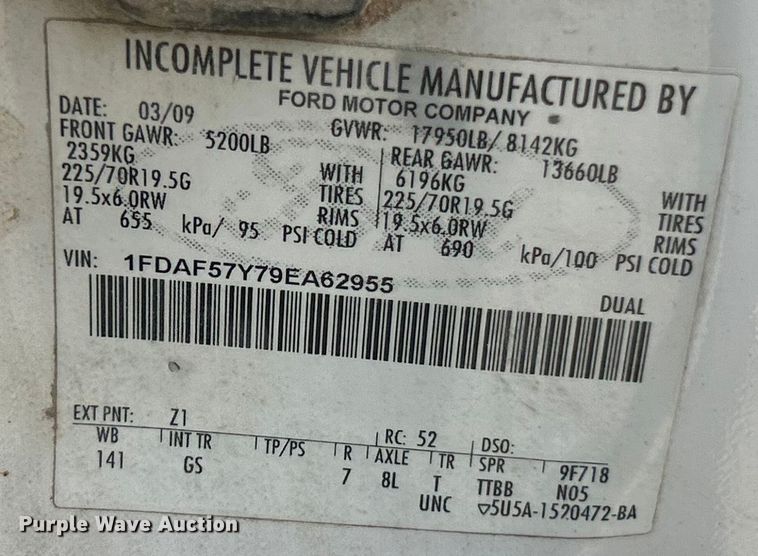 INCOMPLETE VEHICLE MANUFACTURED BY
FORD MOTOR COMPANY
DATE: 03/09 GVWR: 17950LB/ 8142KG
FRONT GAWR: 5200LB REAR GAWR: 13660LB
2359KG WITH 6196KG WITH
225/70R19.5G TIRES 225/70R19.5G TIRES
19.5x6.0RW RIMS 19.5x6.0RW RIMS
AT 655 kPa/ 95 PSI COLD AT 690 kPa/100 PSI COLD
VIN: 1FDAF57Y79EA62955
DUAL
EXT PNT: Z1 RC: 52 DSO:
WB INT TR TP/PS R AXLE TR SPR 9F718
141 GS 7 8L T TTBB N05
UNC ▽5U5A-1520472-BA
Purple Wave Auction